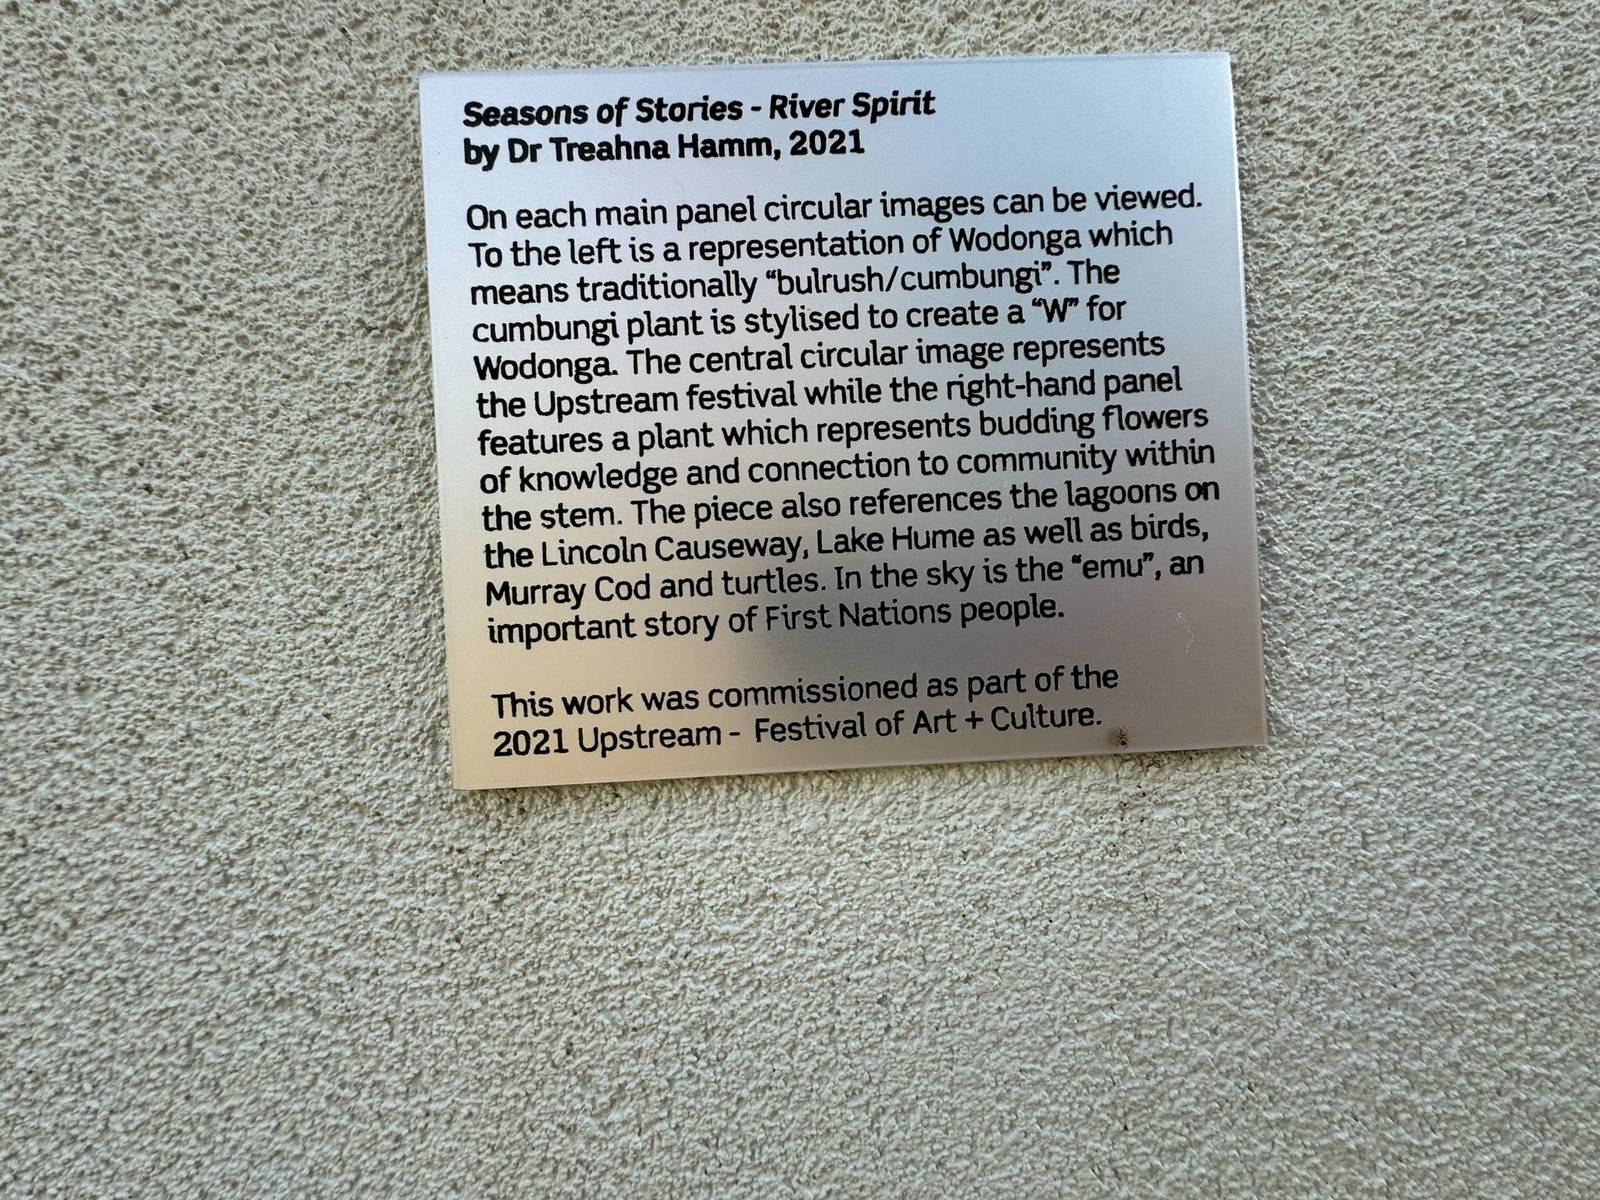 Seasons of Stories - River Spirit
by Dr Treahna Hamm, 2021
On each main panel circular images can be viewed.
To the left is a representation of Wodonga which
means traditionally “bulrush/cumbungi”. The
cumbungi plant is stylised to create a “W” for
Wodonga. The central circular image represents
the Upstream festival while the right-hand panel
features a plant which represents budding flowers
of knowledge and connection to community within
the stem. The piece also references the lagoons on
the Lincoln Causeway, Lake Hume as well as birds,
Murray Cod and turtles. In the sky is the “emu”, an
important story of First Nations people.
This work was commissioned as part of the
2021 Upstream - Festival of Art + Culture.